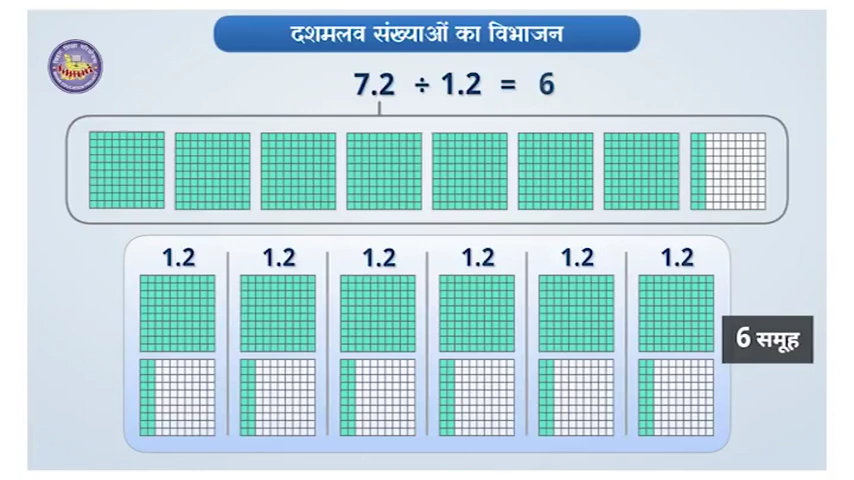 दशमलव संख्याओं का विभाजन
7.2 ÷ 1.2 = 6
1.2 1.2 1.2 1.2 1.2 1.2
6 समूह